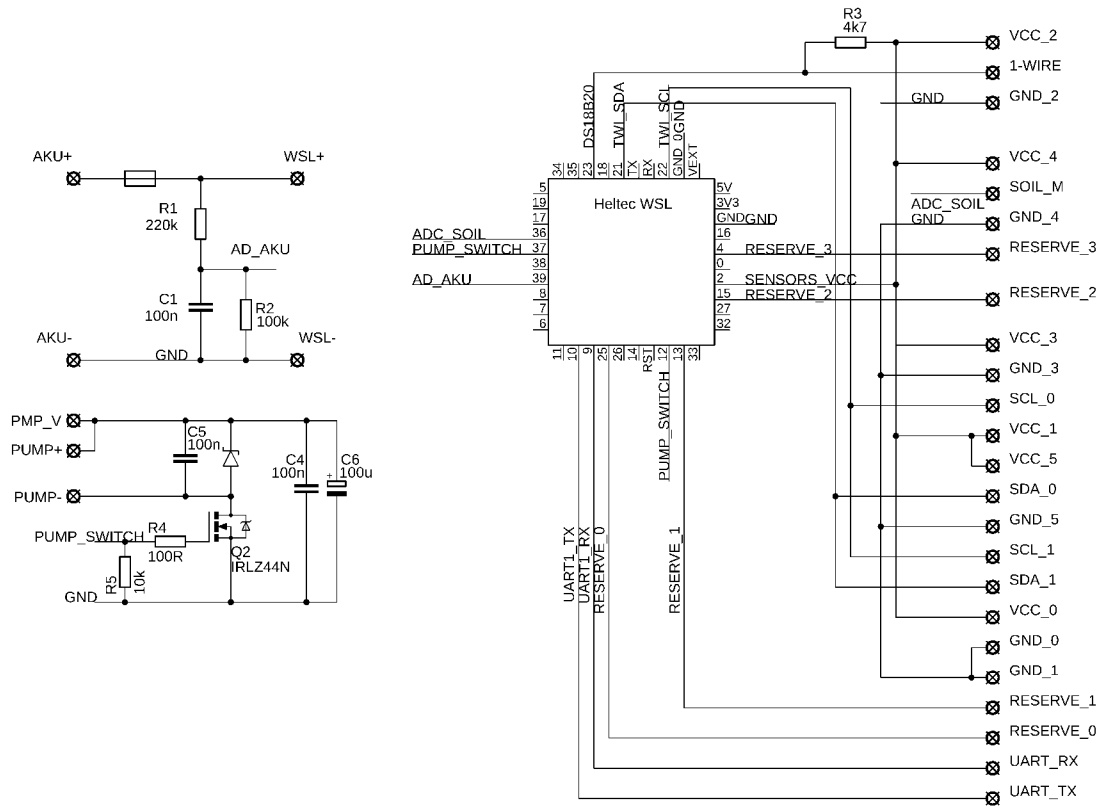 R3
4k7
VCC_2
1-WIRE
GND
GND_2
DS18B20
TWI_SDA
TWI_SCL
GND_0
GND
VEXT
AKU+
WSL+
R1
220k
AD_AKU
C1
100n
R2
100k
AKU-
GND
WSL-
34
35
23
18
21
TX
RX
22
Heltec WSL
5
19
17
36
37
38
39
8
7
6
5V
3V3
GND
GND
16
4
0
2
15
27
32
11
10
9
25
26
14
RST
12
13
33
ADC_SOIL
PUMP_SWITCH
AD_AKU
RESERVE_3
SENSORS_VCC
RESERVE_2
PUMP_SWITCH
UART1_TX
UART1_RX
RESERVE_0
RESERVE_1
VCC_4
SOIL_M
ADC_SOIL
GND
GND_4
RESERVE_3
RESERVE_2
VCC_3
GND_3
SCL_0
VCC_1
VCC_5
SDA_0
GND_5
SCL_1
SDA_1
VCC_0
GND_0
GND_1
RESERVE_1
RESERVE_0
UART_RX
UART_TX
PMP_V
PUMP+
PUMP-
C5
100n
C4
100n
+
C6
100u
PUMP_SWITCH
R4
100R
R5
10k
Q2
IRLZ44N
GND